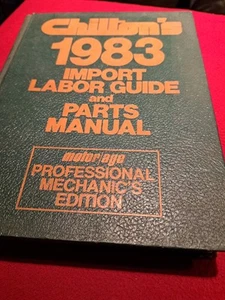 Chilton's
1983
IMPORT
LABOR GUIDE
and
PARTS
MANUAL
motor/age
PROFESSIONAL
MECHANIC'S
EDITION